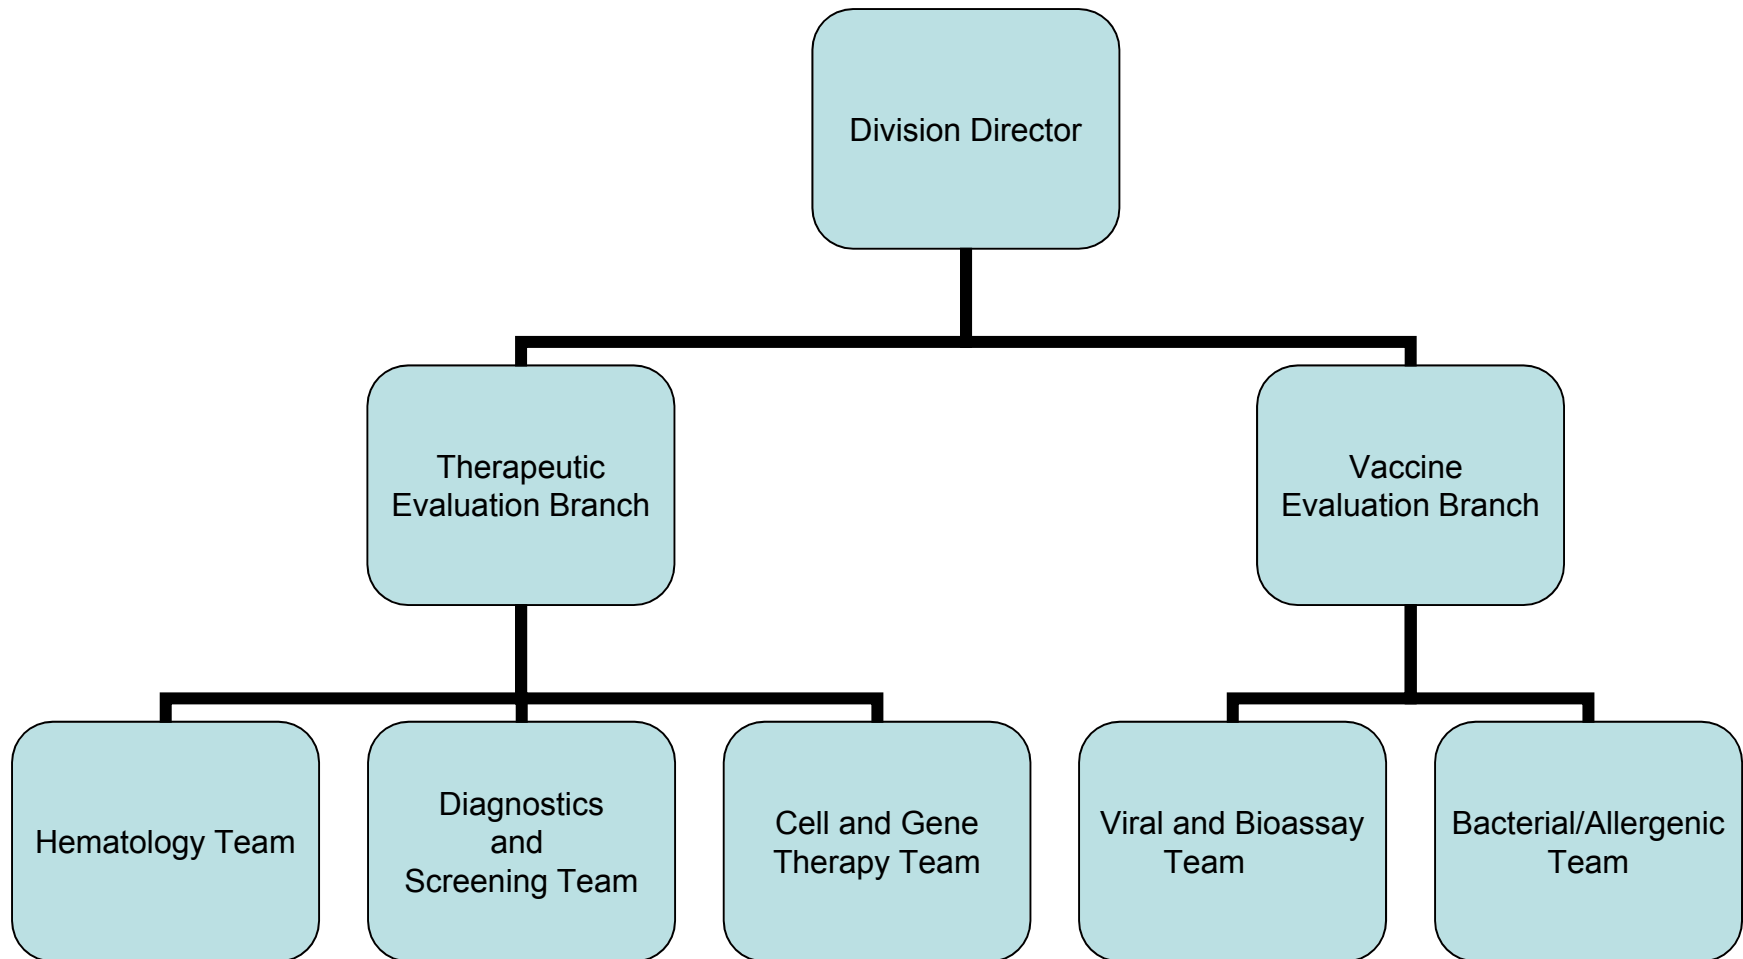 Division Director
Therapeutic
Evaluation Branch
Vaccine
Evaluation Branch
Hematology Team
Diagnostics
and
Screening Team
Cell and Gene
Therapy Team
Viral and Bioassay
Team
Bacterial/Allergenic
Team